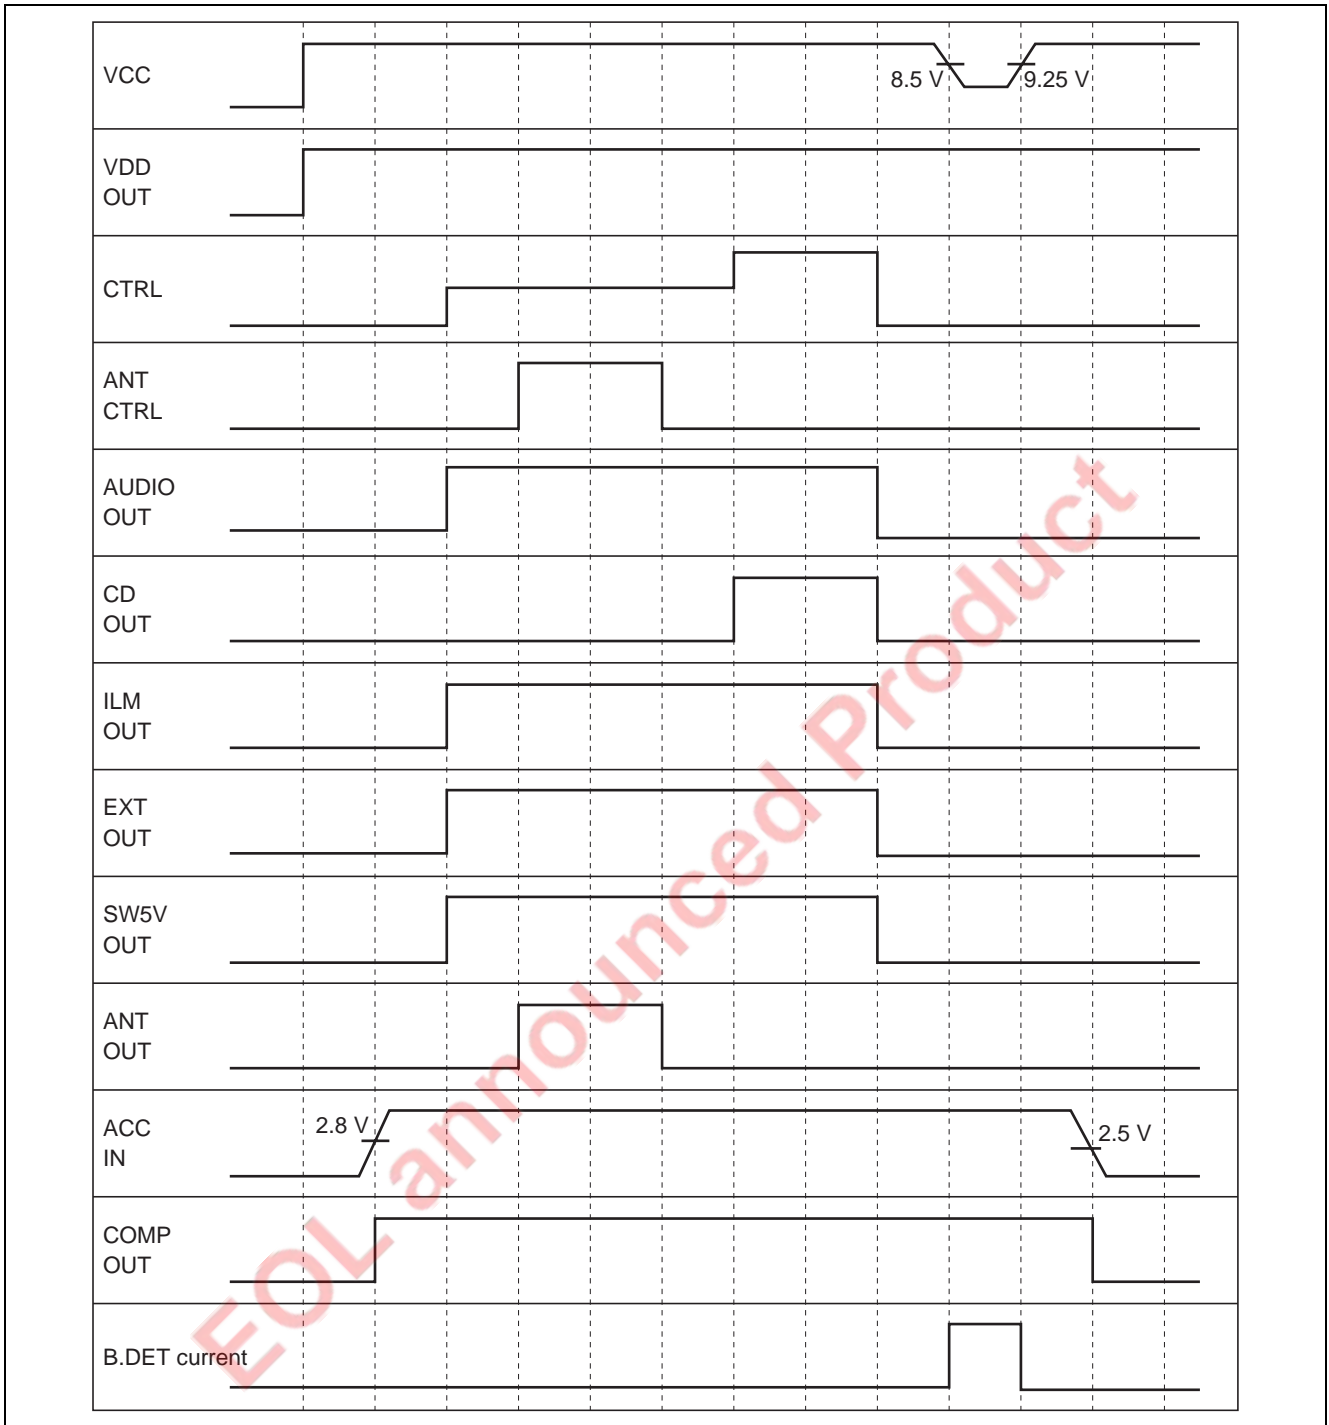 VCC
8.5 V
9.25 V
VDD
OUT
CTRL
ANT
CTRL
AUDIO
OUT
CD
OUT
ILM
OUT
EXT
OUT
SW5V
OUT
ANT
OUT
ACC
IN
2.8 V
2.5 V
COMP
OUT
B.DET current
EOL announced Product